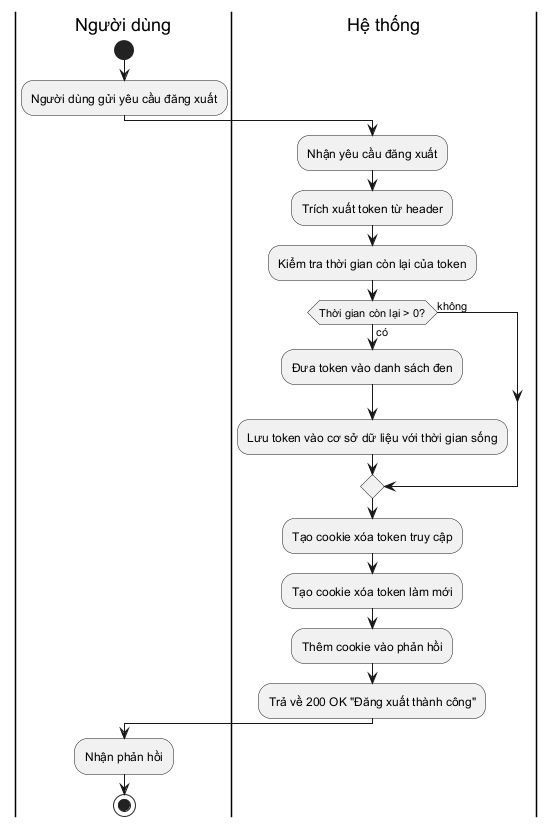 Người dùng
Hệ thống
Người dùng gửi yêu cầu đăng xuất
Nhận yêu cầu đăng xuất
Trích xuất token từ header
Kiểm tra thời gian còn lại của token
Thời gian còn lại > 0?
không
có
Đưa token vào danh sách đen
Lưu token vào cơ sở dữ liệu với thời gian sống
Tạo cookie xóa token truy cập
Tạo cookie xóa token làm mới
Thêm cookie vào phản hồi
Trả về 200 OK "Đăng xuất thành công"
Nhận phản hồi